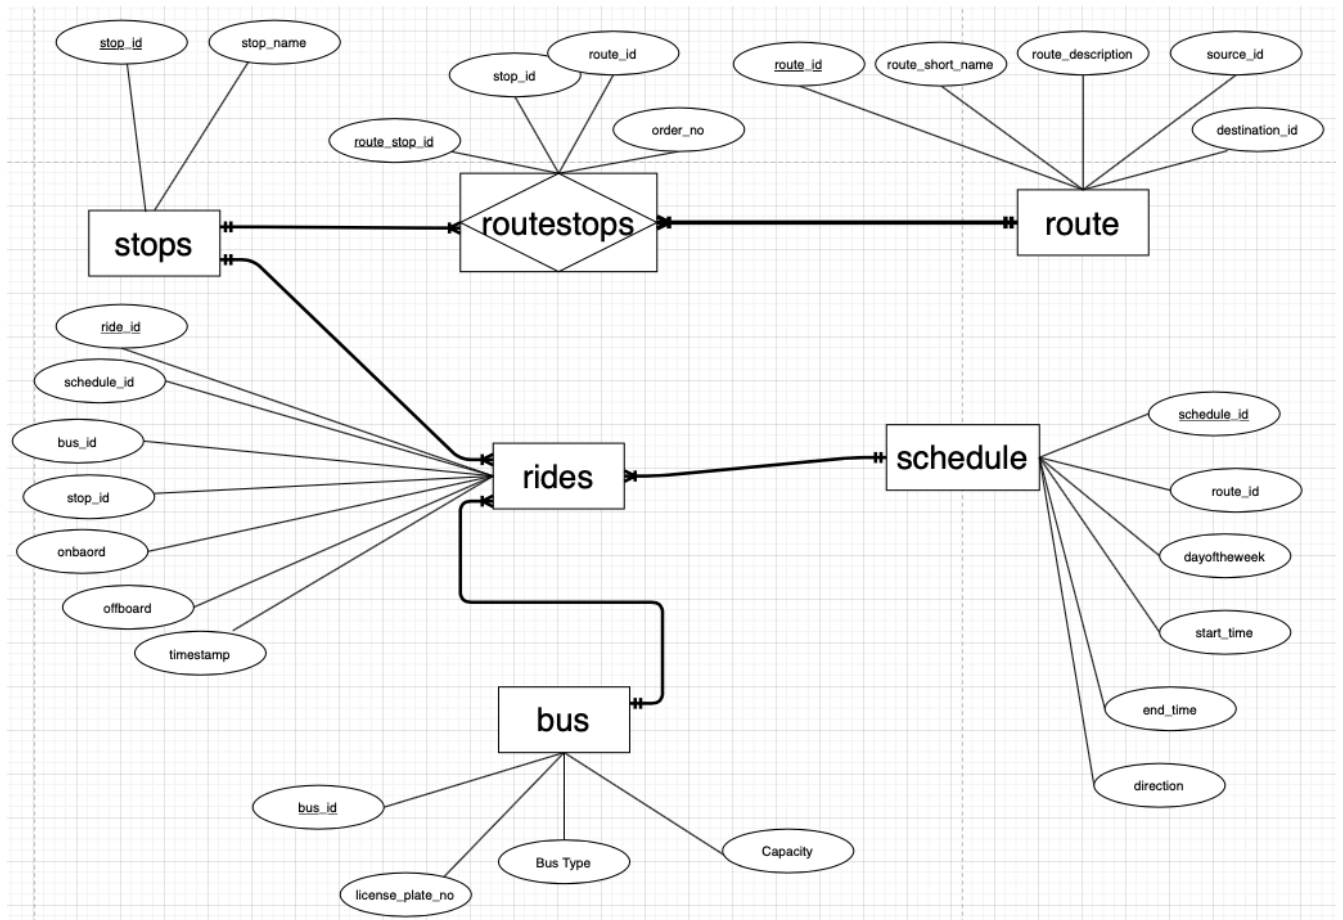 stop_id
stop_name
stop_id
route_id
route_stop_id
order_no
route_id
route_short_name
route_description
source_id
destination_id
stops
routestops
route
ride_id
schedule_id
bus_id
stop_id
onbaord
offboard
timestamp
rides
schedule
schedule_id
route_id
dayoftheweek
start_time
end_time
direction
bus
bus_id
license_plate_no
Bus Type
Capacity